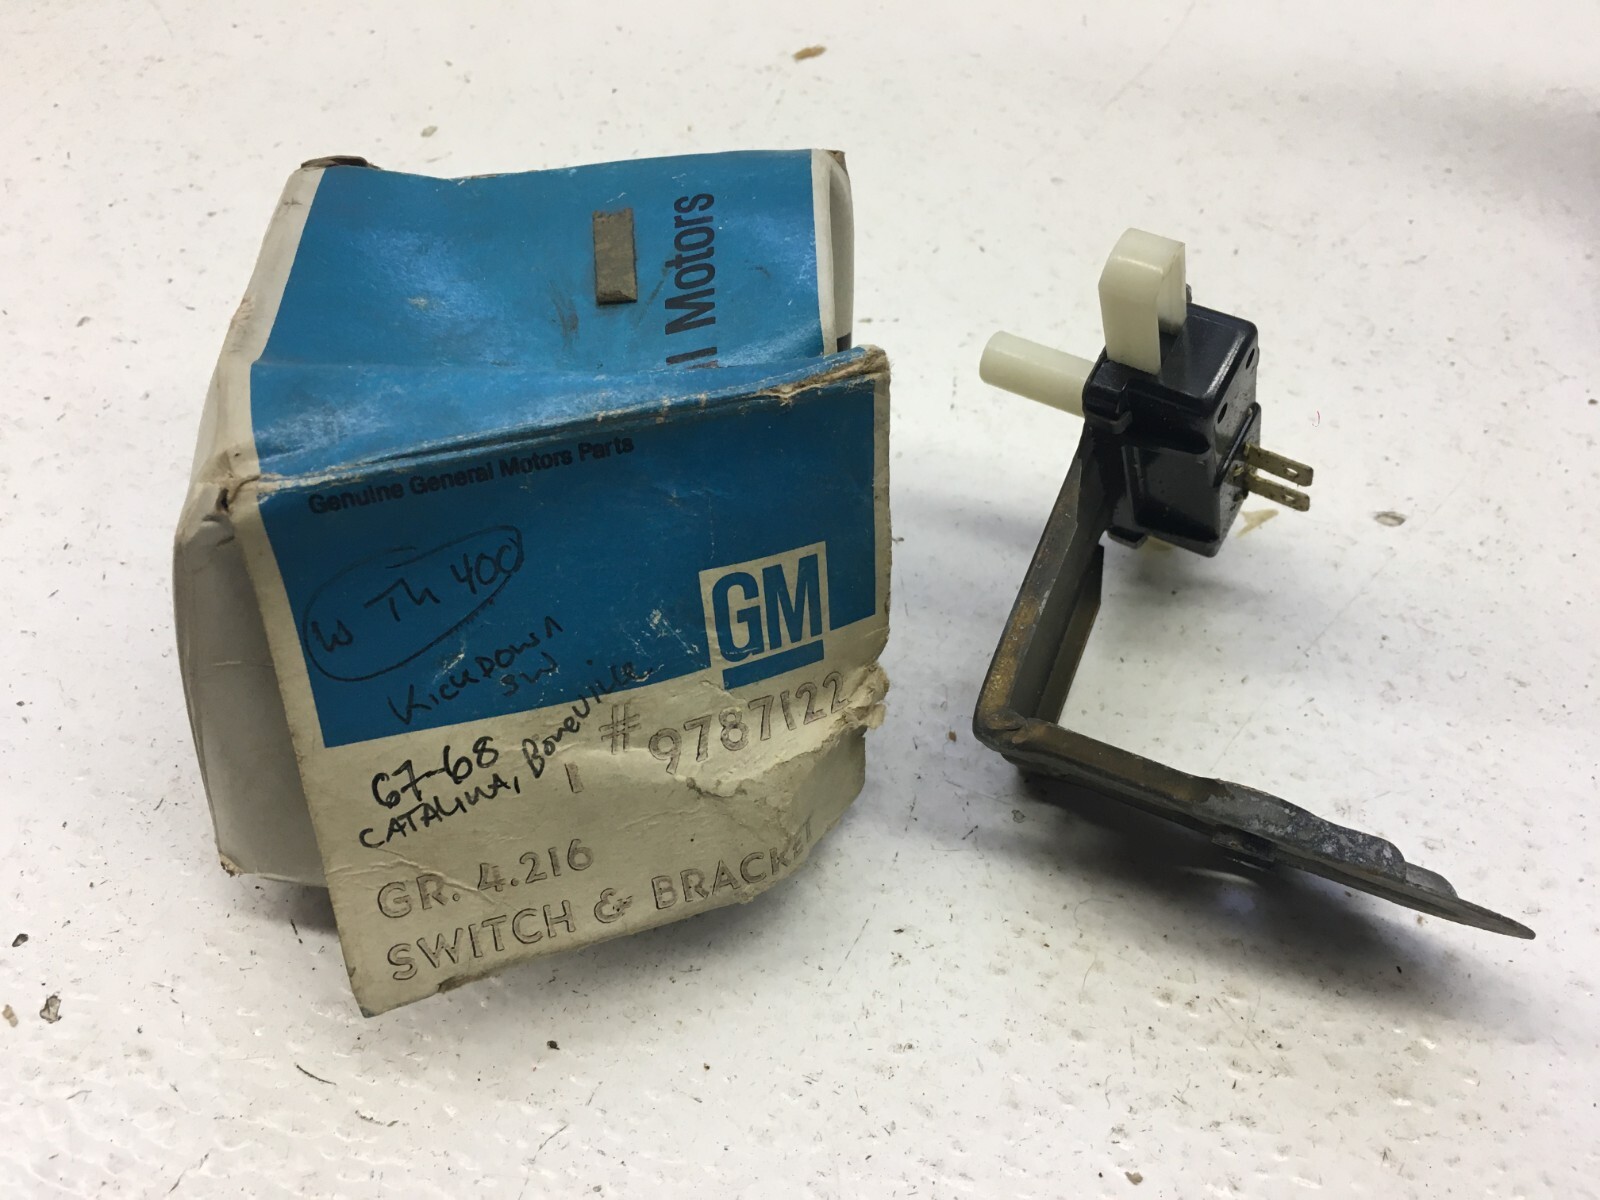 l Motors
Genuine General Motors Parts
W TH 400
KICKDOWN
SW
GM
67-68
CATALINA, Boneville
# 9787122
1
GR. 4.216
SWITCH & BRACKET